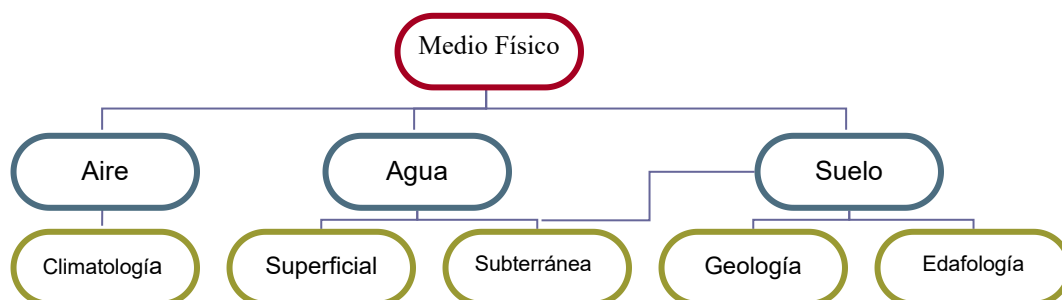 Medio Físico
Aire
Agua
Suelo
Climatología
Superficial
Subterránea
Geología
Edafología